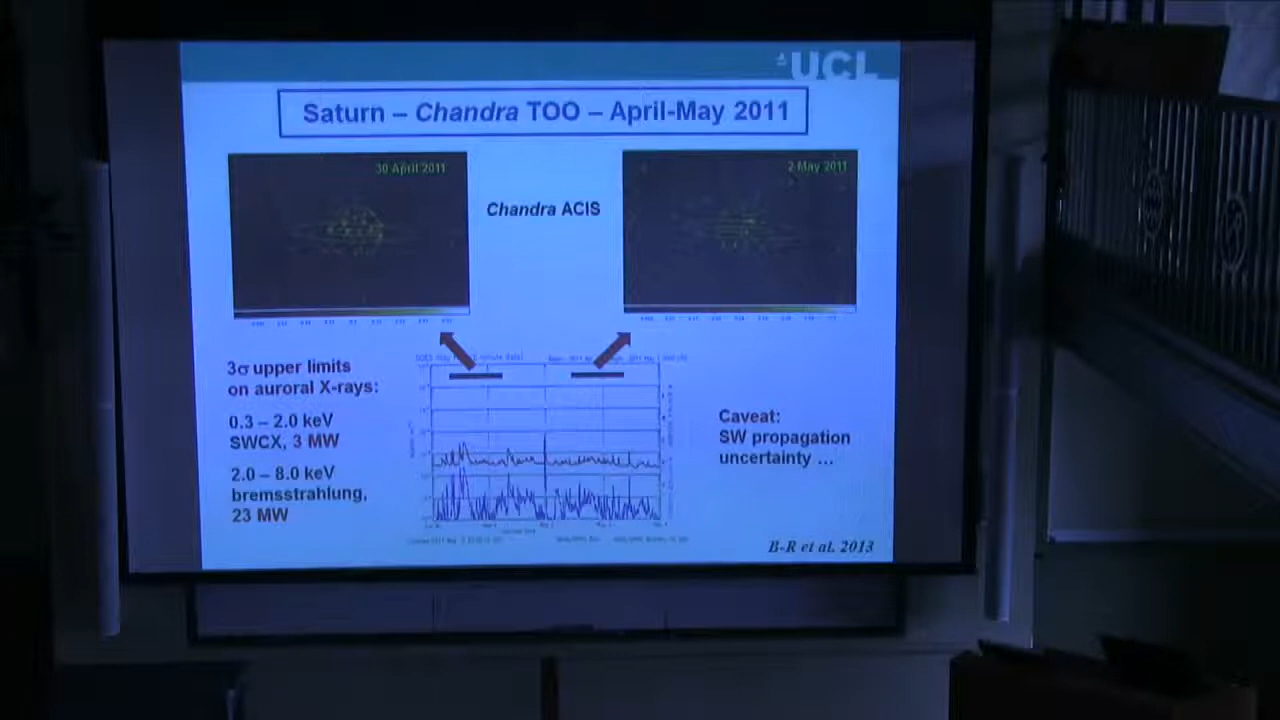 UCL
Saturn – Chandra TOO – April-May 2011
30 April 2011
Chandra ACIS
2 May 2011
3σ upper limits
on auroral X-rays:
0.3 – 2.0 keV
SWCX, 3 MW
2.0 – 8.0 keV
bremsstrahlung,
23 MW
Caveat:
SW propagation
uncertainty ...
B-R et al. 2013